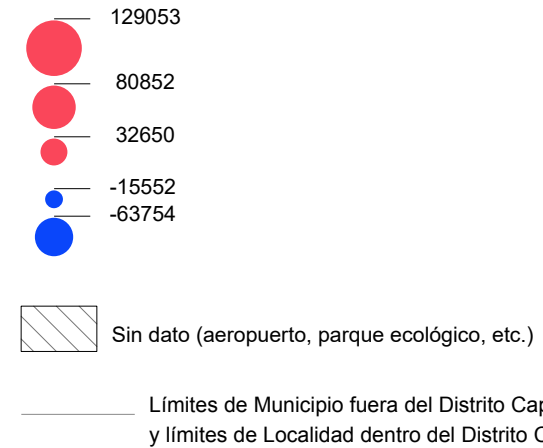 129053
80852
32650
-15552
-63754
Sin dato (aeropuerto, parque ecológico, etc.)
Límites de Municipio fuera del Distrito Cap
y límites de Localidad dentro del Distrito C